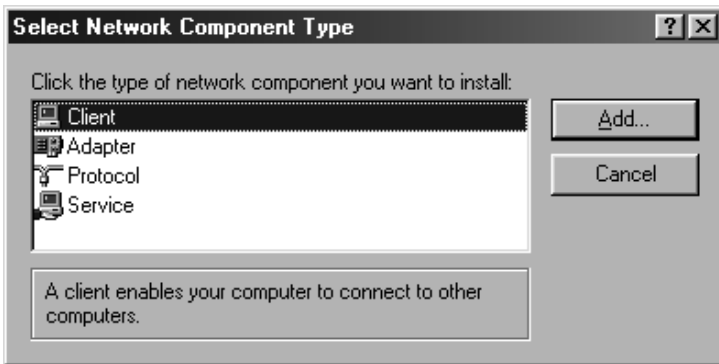 Select Network Component Type
Click the type of network component you want to install:
Client
Adapter
Protocol
Service
Add...
Cancel
A client enables your computer to connect to other
computers.